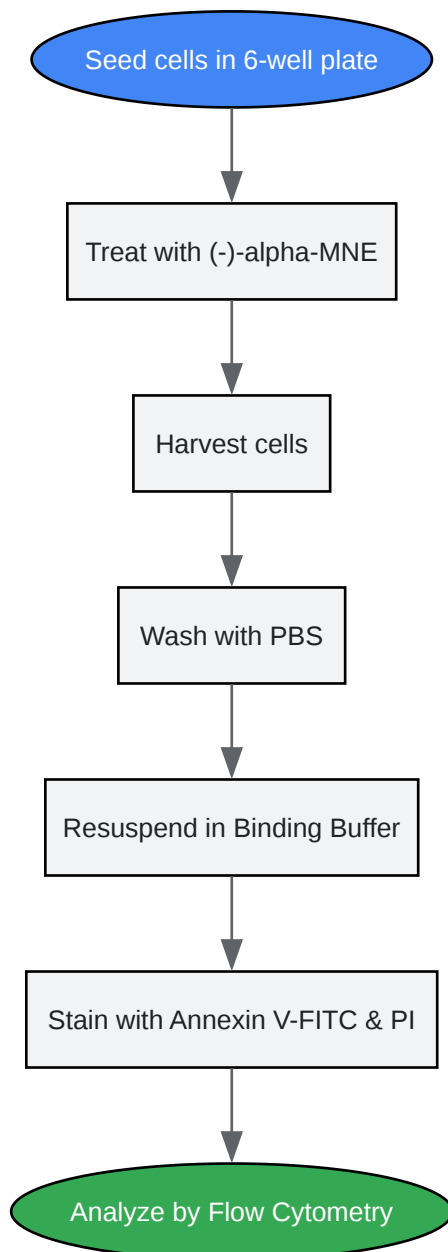 Seed cells in 6-well plate
Treat with (-)-alpha-MNE
Harvest cells
Wash with PBS
Resuspend in Binding Buffer
Stain with Annexin V-FITC & PI
Analyze by Flow Cytometry